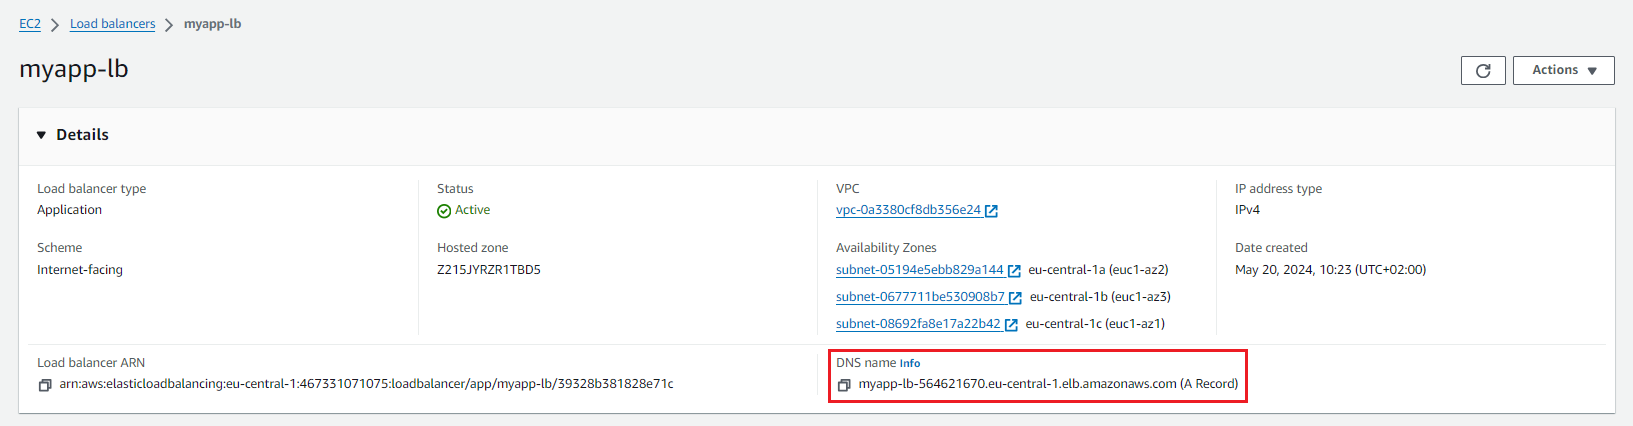 EC2 > Load balancers > myapp-lb
myapp-lb
Actions
Details
Load balancer type
Application
Status
Active
VPC
vpc-0a3380cf8db356e24
IP address type
IPv4
Scheme
Internet-facing
Hosted zone
Z215JYRZR1TBD5
Availability Zones
subnet-05194e5ebb829a144 eu-central-1a (euc1-az2)
subnet-0677711be530908b7 eu-central-1b (euc1-az3)
subnet-08692fa8e17a22b42 eu-central-1c (euc1-az1)
Date created
May 20, 2024, 10:23 (UTC+02:00)
Load balancer ARN
arn:aws:elasticloadbalancing:eu-central-1:467331071075:loadbalancer/app/myapp-lb/39328b381828e71c
DNS name Info
myapp-lb-564621670.eu-central-1.elb.amazonaws.com (A Record)